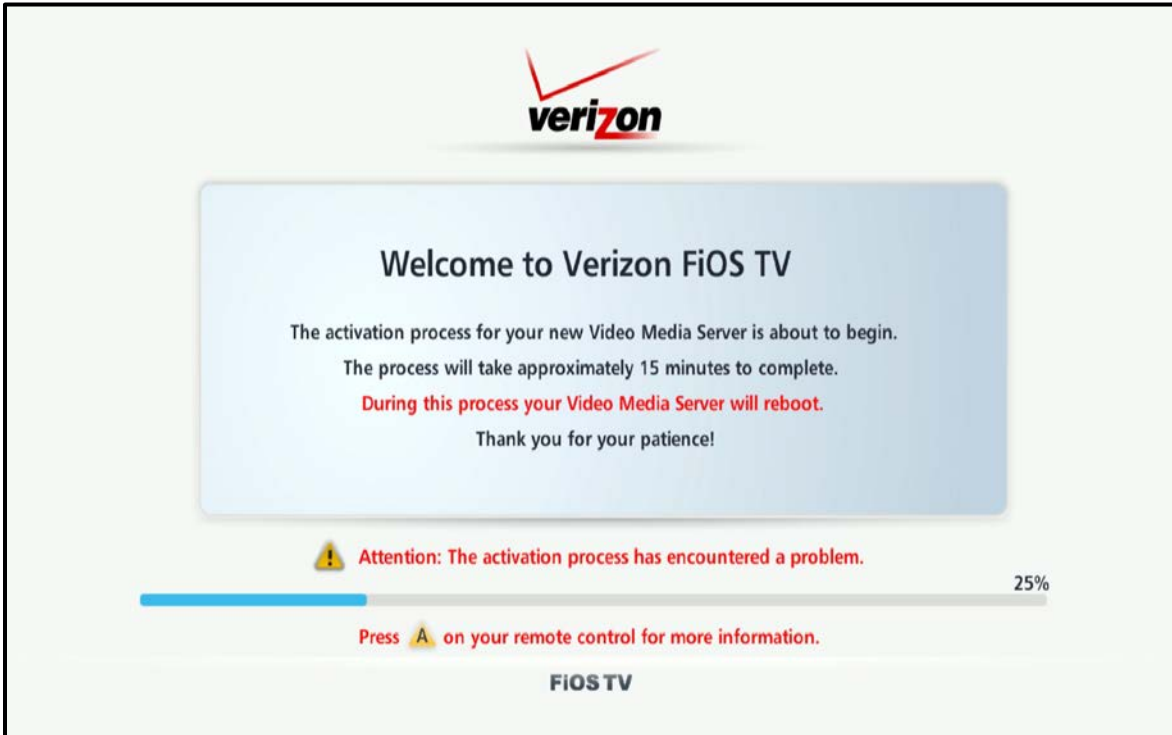 verizon
Welcome to Verizon FiOS TV
The activation process for your new Video Media Server is about to begin.
The process will take approximately 15 minutes to complete.
During this process your Video Media Server will reboot.
Thank you for your patience!
Attention: The activation process has encountered a problem.
25%
Press A on your remote control for more information.
FiOS TV